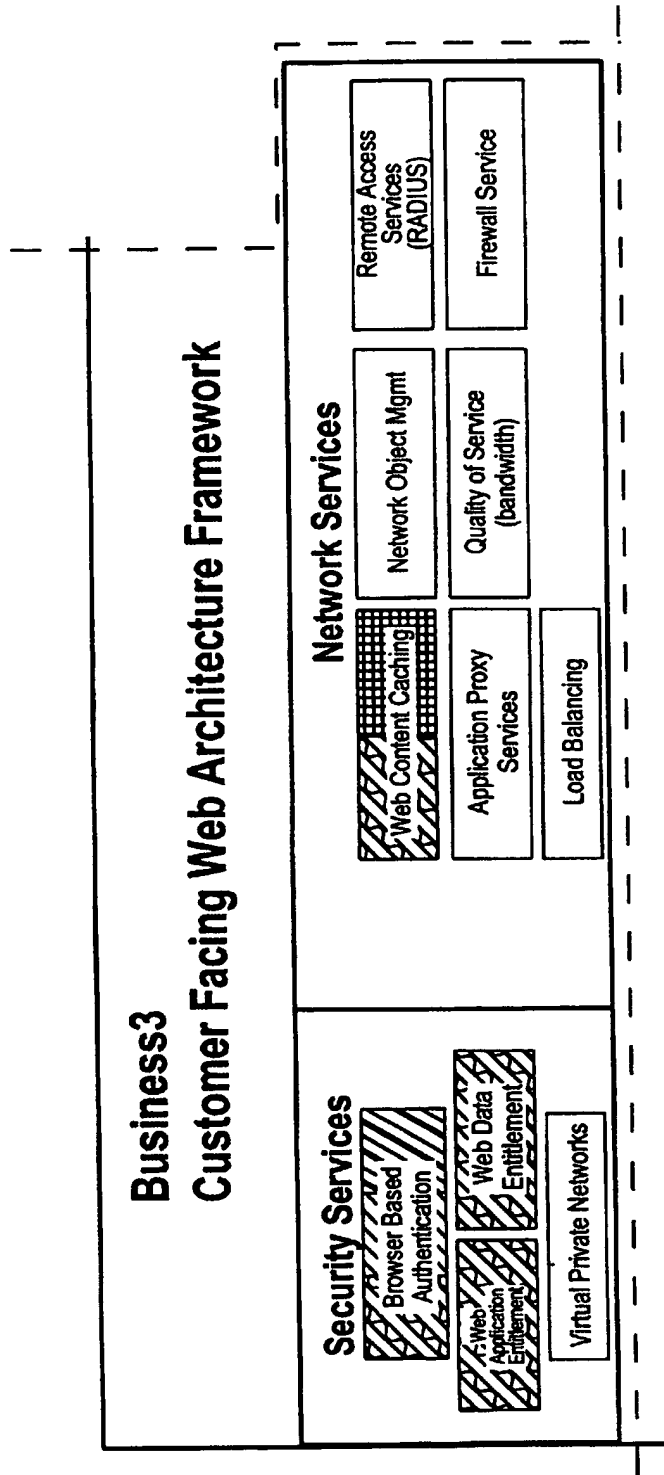 Business3
Customer Facing Web Architecture Framework
Security Services
Browser Based
Authentication
Web
Application
Entitlement
Web Data
Entitlement
Virtual Private Networks
Network Services
Web Content Caching
Network Object Mgmt
Remote Access
Services
(RADIUS)
Application Proxy
Services
Quality of Service
(bandwidth)
Firewall Service
Load Balancing